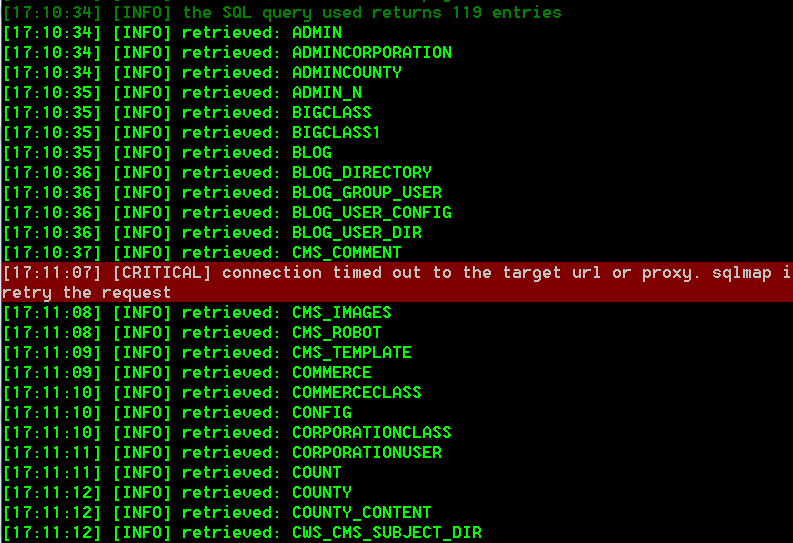 [17:10:34] [INFO] the SQL query used returns 119 entries
[17:10:34] [INFO] retrieved: ADMIN
[17:10:34] [INFO] retrieved: ADMINCORPORATION
[17:10:34] [INFO] retrieved: ADMINCOUNTY
[17:10:35] [INFO] retrieved: ADMIN_N
[17:10:35] [INFO] retrieved: BIGCLASS
[17:10:35] [INFO] retrieved: BIGCLASS1
[17:10:35] [INFO] retrieved: BLOG
[17:10:36] [INFO] retrieved: BLOG_DIRECTORY
[17:10:36] [INFO] retrieved: BLOG_GROUP_USER
[17:10:36] [INFO] retrieved: BLOG_USER_CONFIG
[17:10:36] [INFO] retrieved: BLOG_USER_DIR
[17:10:37] [INFO] retrieved: CMS_COMMENT
[17:11:07] [CRITICAL] connection timed out to the target url or proxy. sqlmap i
retry the request
[17:11:08] [INFO] retrieved: CMS_IMAGES
[17:11:08] [INFO] retrieved: CMS_ROBOT
[17:11:09] [INFO] retrieved: CMS_TEMPLATE
[17:11:09] [INFO] retrieved: COMMERCE
[17:11:10] [INFO] retrieved: COMMERCECLASS
[17:11:10] [INFO] retrieved: CONFIG
[17:11:10] [INFO] retrieved: CORPORATIONCLASS
[17:11:11] [INFO] retrieved: CORPORATIONUSER
[17:11:11] [INFO] retrieved: COUNT
[17:11:12] [INFO] retrieved: COUNTY
[17:11:12] [INFO] retrieved: COUNTY_CONTENT
[17:11:12] [INFO] retrieved: CWS_CMS_SUBJECT_DIR